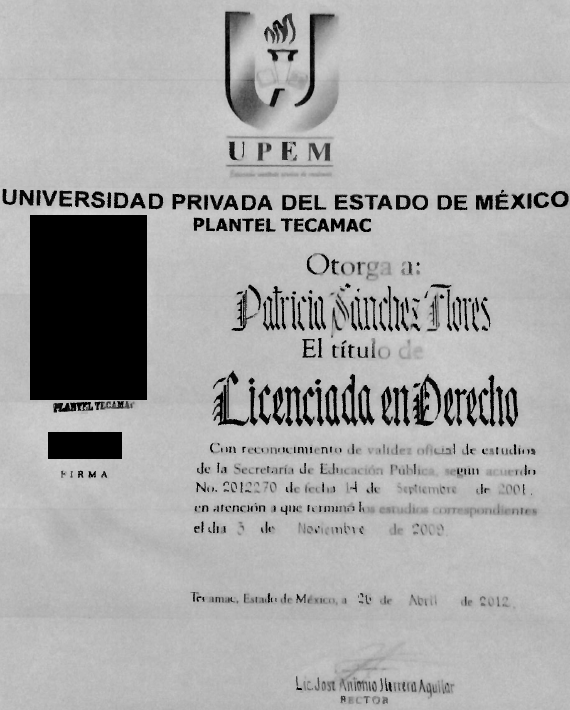 UPEM
UNIVERSIDAD PRIVADA DEL ESTADO DE MÉXICO
PLANTEL TECAMAC
Otorga a:
Patricia Sánchez Flores
El título de
Licenciada en Derecho
PLANTEL TECAMAC
FIRMA
Con reconocimiento de validez oficial de estudios
de la Secretaría de Educación Pública, según acuerdo
No. 2012270 de fecha 14 de Septiembre de 2001,
en atención a que terminó los estudios correspondientes
el día 3 de Noviembre de 2009.
Tecamac, Estado de México, a 26 de Abril de 2012.
Lic. José Antonio Herrera Aguilar
RECTOR